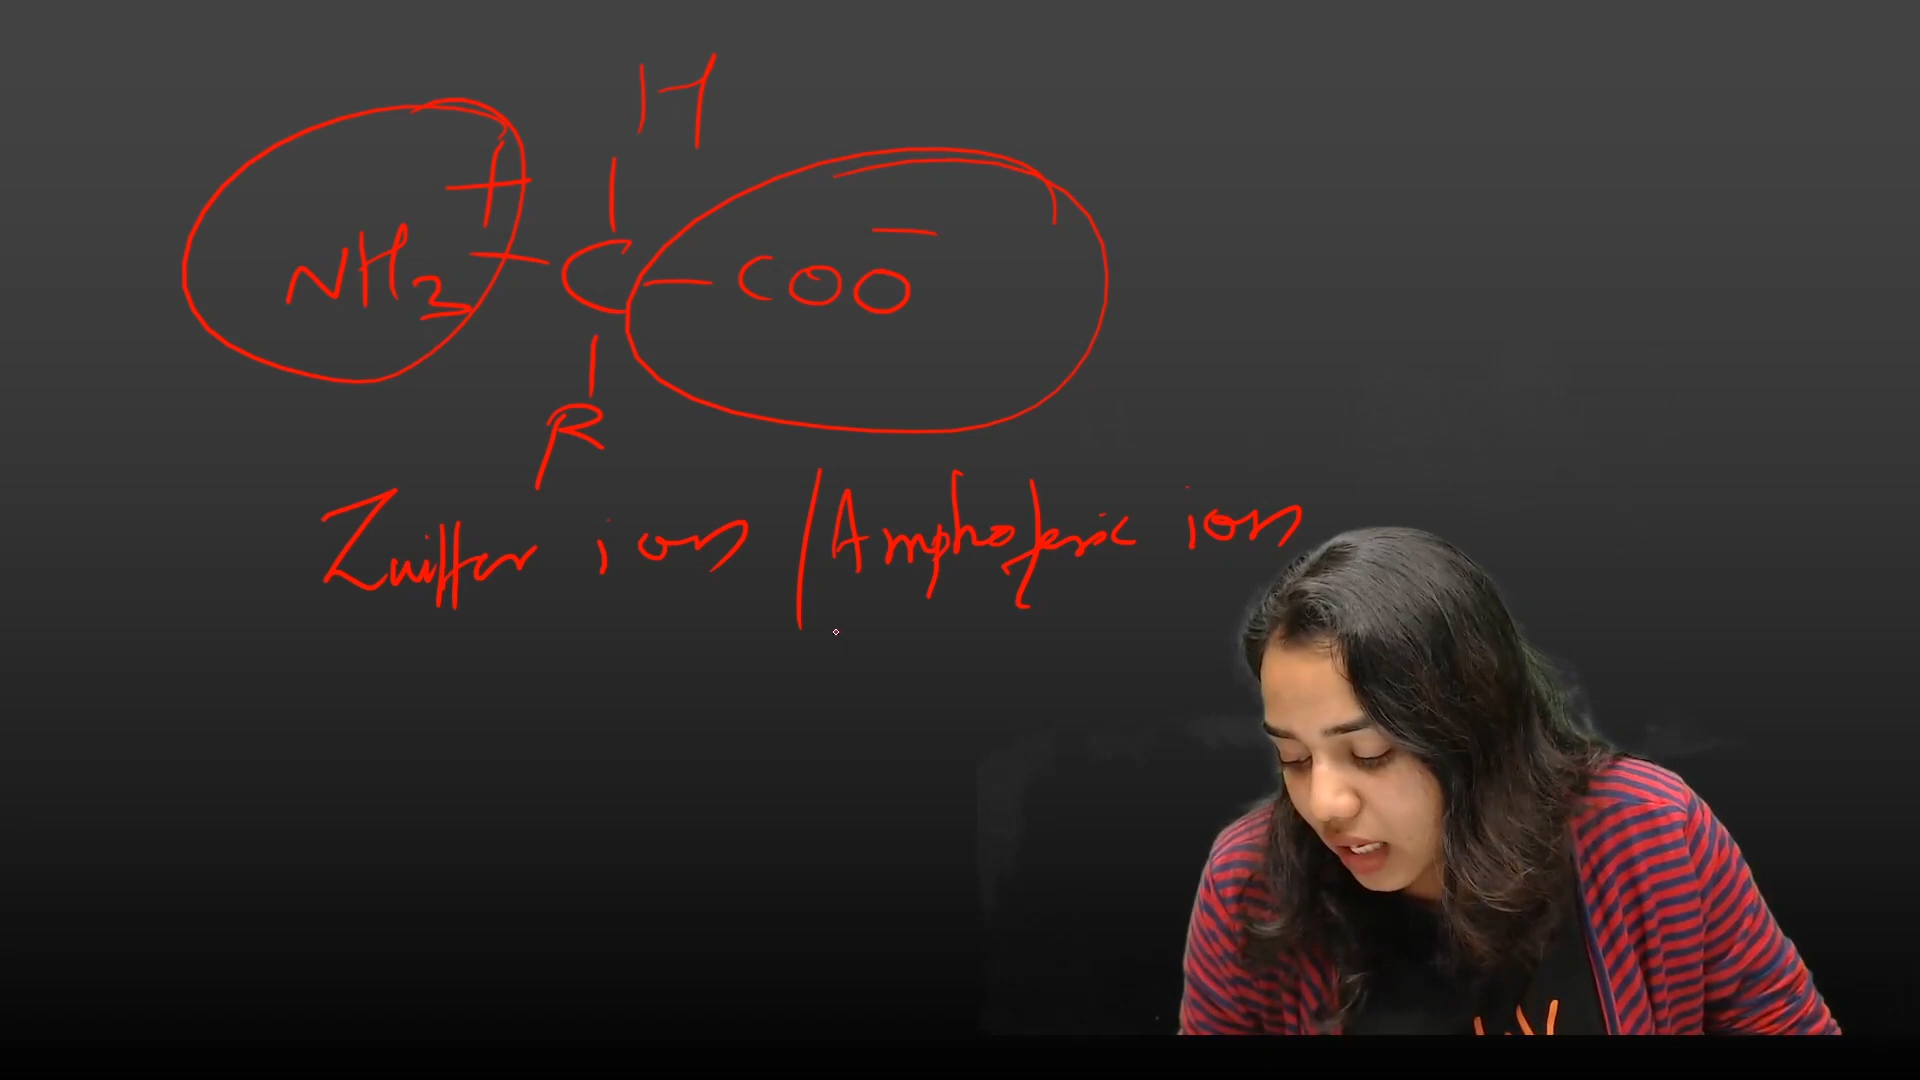 H
NH3+ - C - COO−
R
Zwitter ion / Amphoteric ion